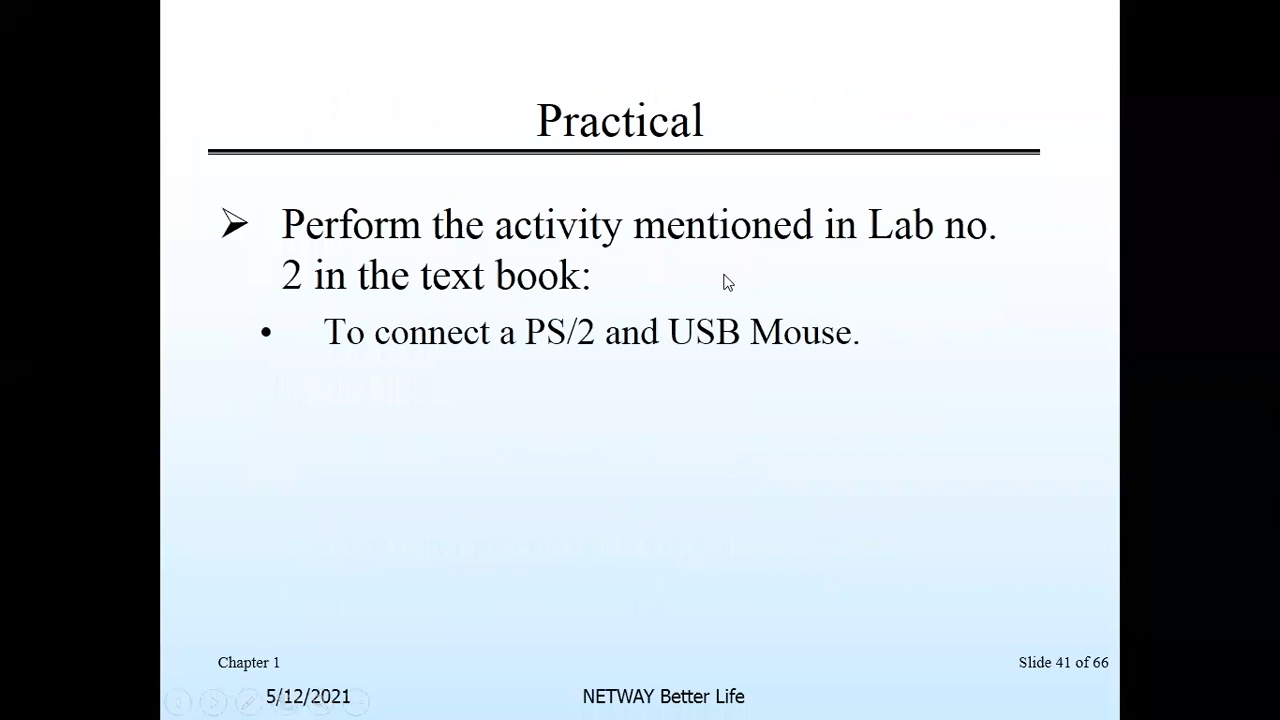 Practical
Perform the activity mentioned in Lab no.
2 in the text book:
• To connect a PS/2 and USB Mouse.
Chapter 1
Slide 41 of 66
5/12/2021
NETWAY Better Life